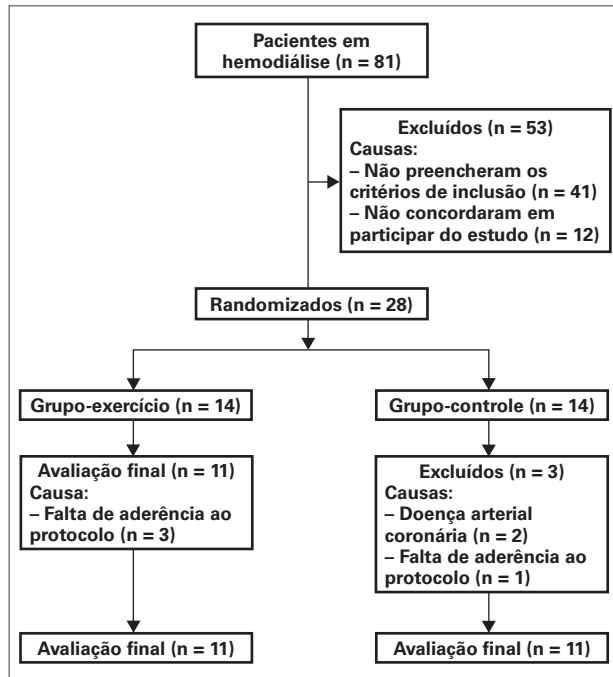 Pacientes em
hemodiálise (n = 81)
Excluídos (n = 53)
Causas:
– Não preencheram os
critérios de inclusão (n = 41)
– Não concordaram em
participar do estudo (n = 12)
Randomizados (n = 28)
Grupo-exercício (n = 14)
Grupo-controle (n = 14)
Avaliação final (n = 11)
Causa:
– Falta de aderência ao
protocolo (n = 3)
Excluídos (n = 3)
Causas:
– Doença arterial
coronária (n = 2)
– Falta de aderência ao
protocolo (n = 1)
Avaliação final (n = 11)
Avaliação final (n = 11)